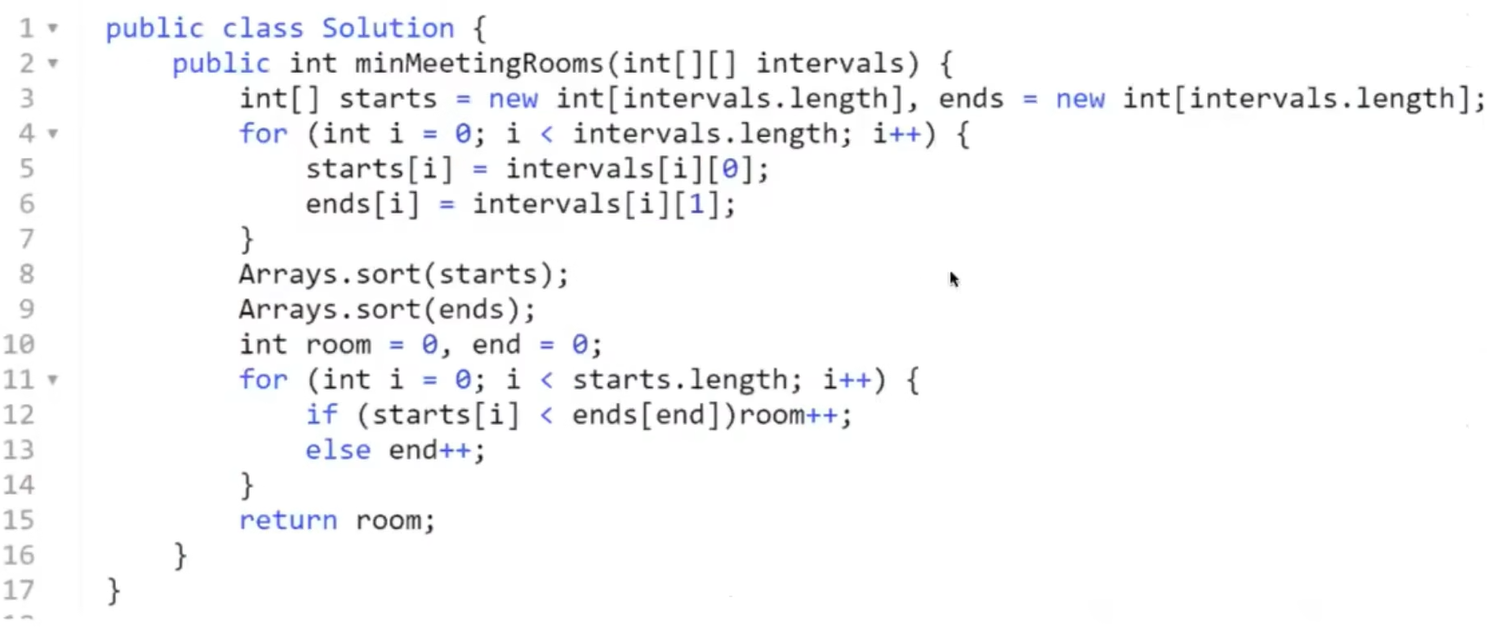 1 public class Solution {
2 public int minMeetingRooms(int[][] intervals) {
3 int[] starts = new int[intervals.length], ends = new int[intervals.length];
4 for (int i = 0; i < intervals.length; i++) {
5 starts[i] = intervals[i][0];
6 ends[i] = intervals[i][1];
7 }
8 Arrays.sort(starts);
9 Arrays.sort(ends);
10 int room = 0, end = 0;
11 for (int i = 0; i < starts.length; i++) {
12 if (starts[i] < ends[end])room++;
13 else end++;
14 }
15 return room;
16 }
17 }